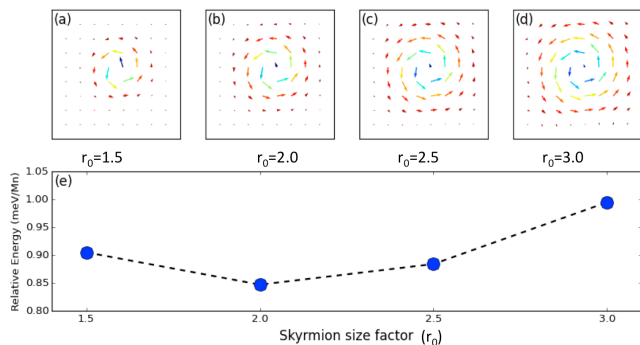 (a) (b) (c) (d)
r₀=1.5 r₀=2.0 r₀=2.5 r₀=3.0
(e)
Relative Energy (meV/Mn)
1.05
1.00
0.95
0.90
0.85
0.80
1.5 2.0 2.5 3.0
Skyrmion size factor (r₀)